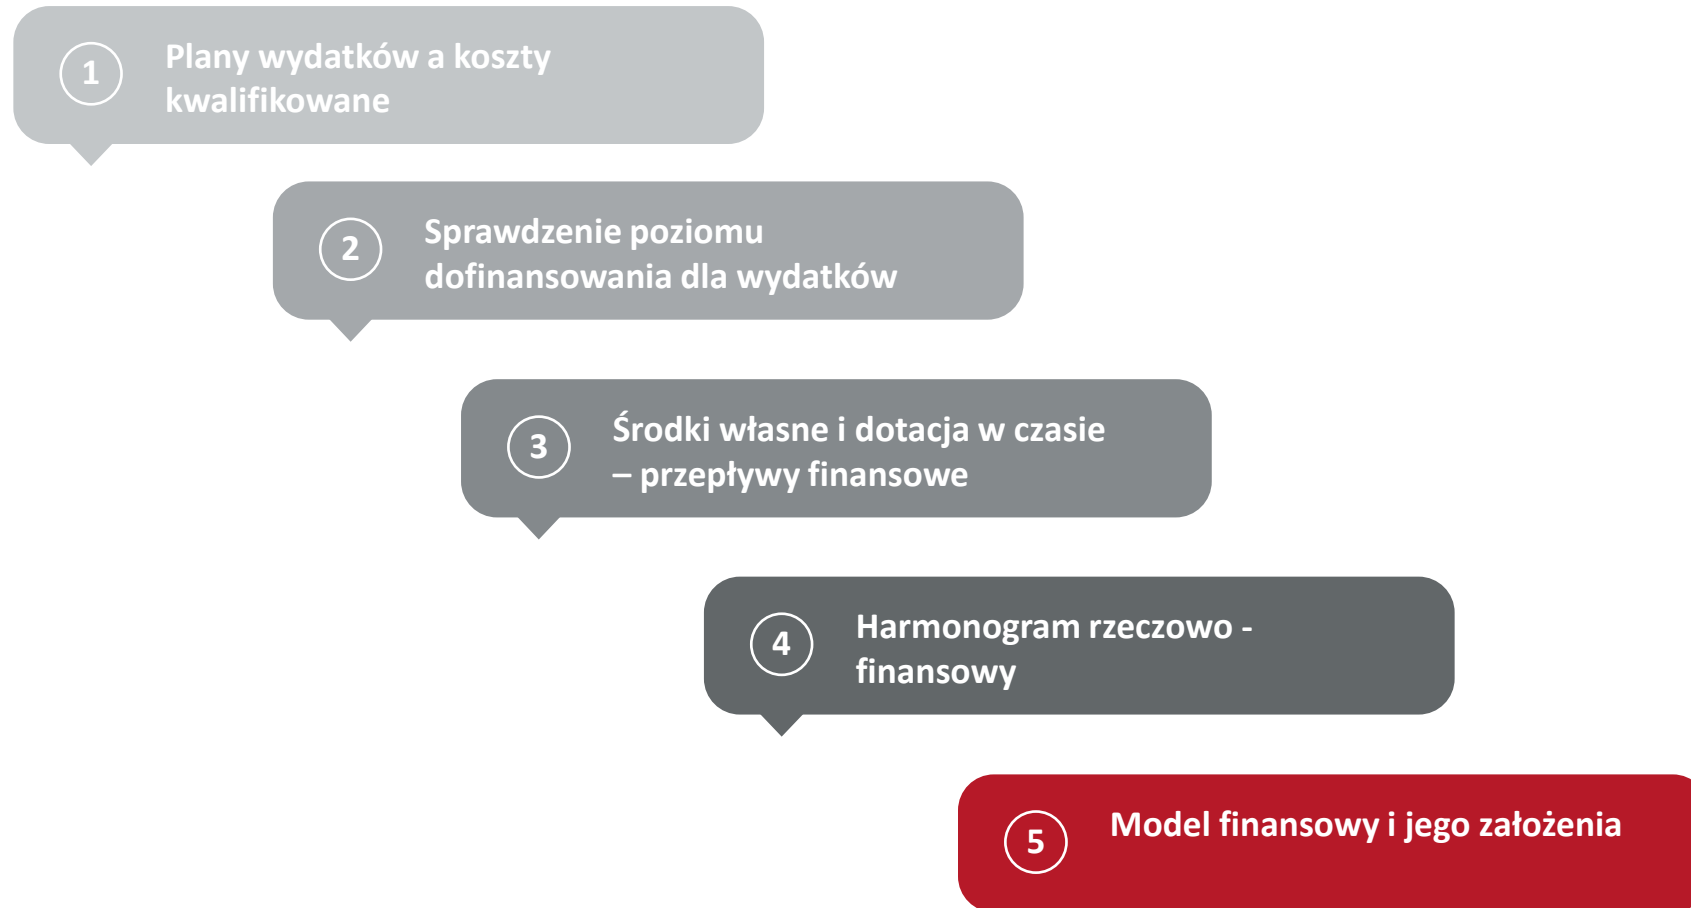 1
Plany wydatków a koszty
kwalifikowane
2
Sprawdzenie poziomu
dofinansowania dla wydatków
3
Środki własne i dotacja w czasie
– przepływy finansowe
4
Harmonogram rzeczowo -
finansowy
5
Model finansowy i jego założenia